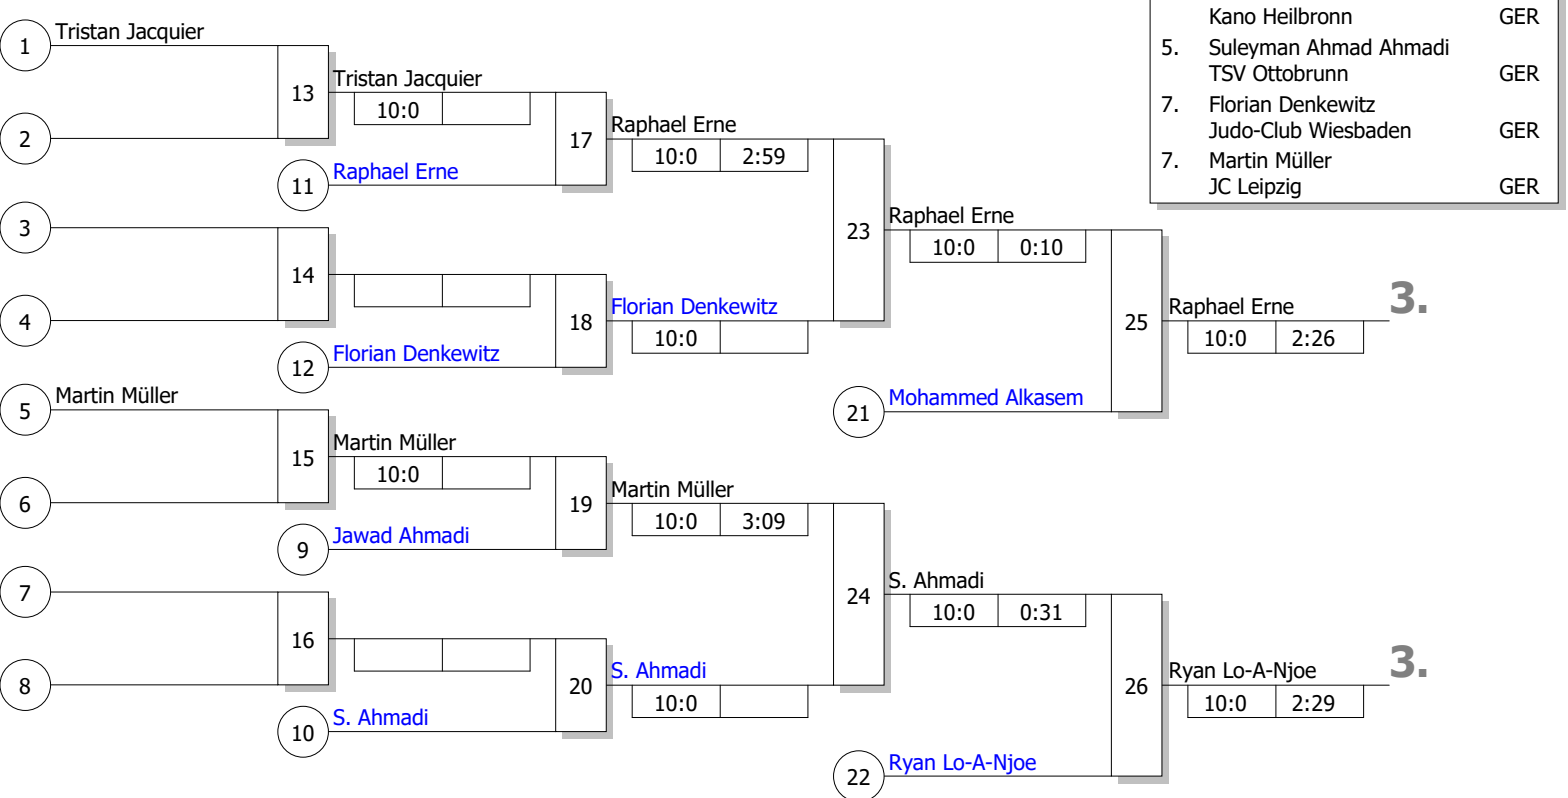 Kano Heilbronn GER
5. Suleyman Ahmad Ahmadi
TSV Ottobrunn GER
7. Florian Denkewitz
Judo-Club Wiesbaden GER
7. Martin Müller
JC Leipzig GER
1 Tristan Jacquier
13 Tristan Jacquier
10:0
2
17 Raphael Erne
10:0 2:59
11 Raphael Erne
3
23 Raphael Erne
10:0 0:10
14
4
18 Florian Denkewitz
10:0
12 Florian Denkewitz
25 Raphael Erne 3.
10:0 2:26
5 Martin Müller
21 Mohammed Alkasem
15 Martin Müller
10:0
6
19 Martin Müller
10:0 3:09
9 Jawad Ahmadi
7
24 S. Ahmadi
10:0 0:31
16
8
20 S. Ahmadi
10:0
10 S. Ahmadi
26 Ryan Lo-A-Njoe 3.
10:0 2:29
22 Ryan Lo-A-Njoe